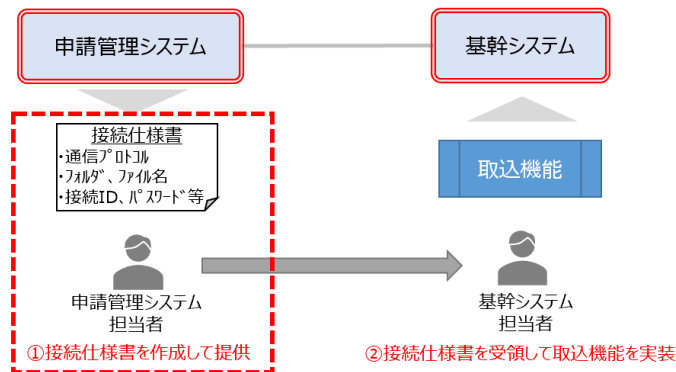 申請管理システム
基幹システム
接続仕様書
・通信ﾌﾟﾛﾄｺﾙ
・ﾌｫﾙﾀﾞ、ﾌｧｲﾙ名
・接続ID、ﾊﾟｽﾜｰﾄﾞ等
取込機能
申請管理システム
担当者
基幹システム
担当者
①接続仕様書を作成して提供
②接続仕様書を受領して取込機能を実装